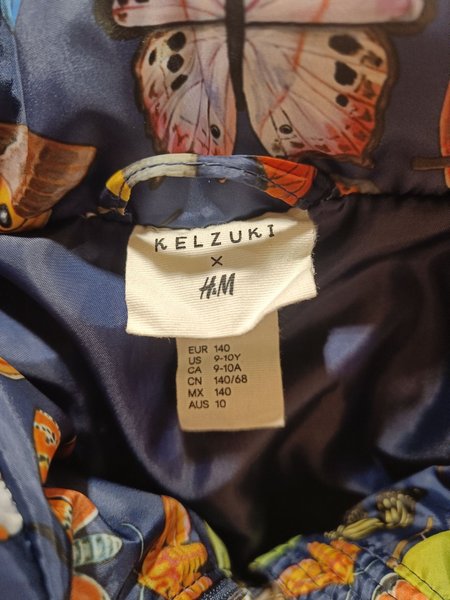 KELZUKI
×
H&M
EUR 140
US 9-10Y
CA 9-10A
CN 140/68
MX 140
AUS 10